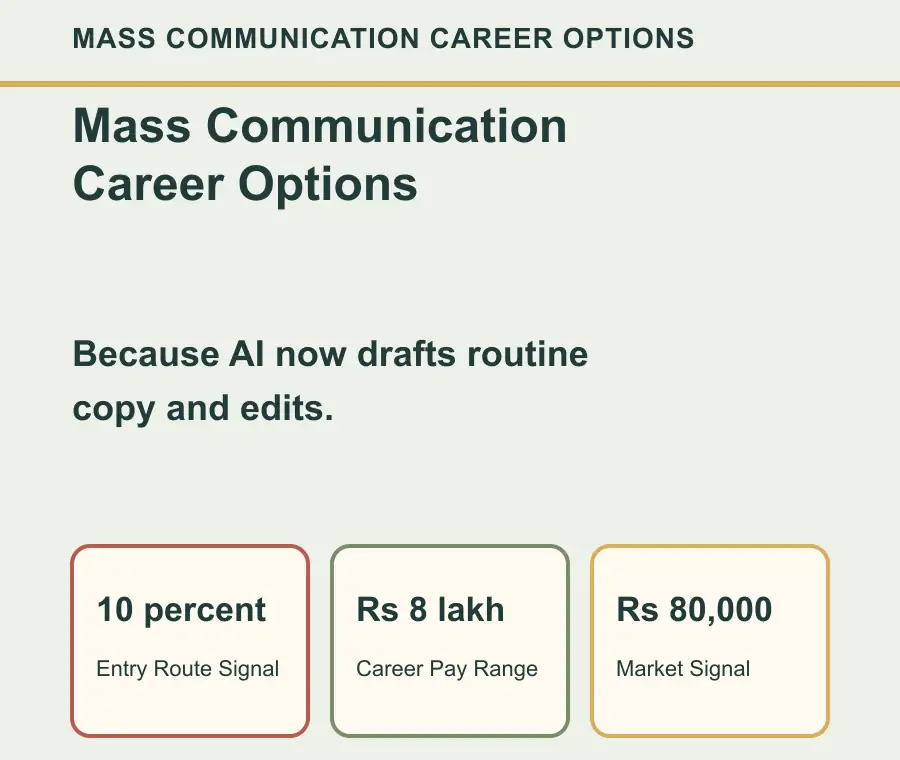 MASS COMMUNICATION CAREER OPTIONS
Mass Communication
Career Options
Because AI now drafts routine
copy and edits.
10 percent
Entry Route Signal
Rs 8 lakh
Career Pay Range
Rs 80,000
Market Signal